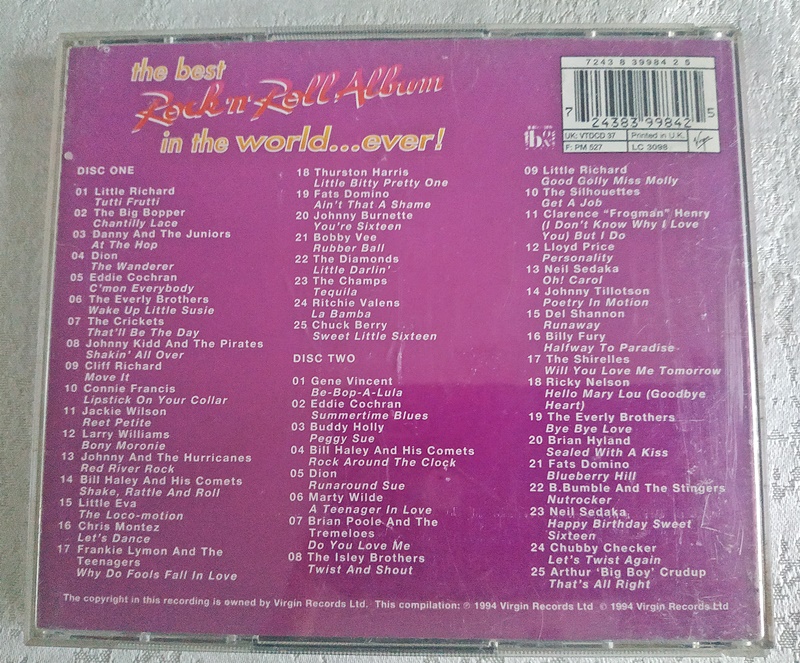 the best
Rock'n'Roll Album
in the world...ever!
7243 8 39984 2 5
7 24383 99842 5
UK: VTDCD 37
Printed in U.K.
F: PM 527
LC 3098
Virgin
DISC ONE
01 Little Richard
Tutti Frutti
02 The Big Bopper
Chantilly Lace
03 Danny And The Juniors
At The Hop
04 Dion
The Wanderer
05 Eddie Cochran
C'mon Everybody
06 The Everly Brothers
Wake Up Little Susie
07 The Crickets
That'll Be The Day
08 Johnny Kidd And The Pirates
Shakin' All Over
09 Cliff Richard
Move It
10 Connie Francis
Lipstick On Your Collar
11 Jackie Wilson
Reet Petite
12 Larry Williams
Bony Moronie
13 Johnny And The Hurricanes
Red River Rock
14 Bill Haley And His Comets
Shake, Rattle And Roll
15 Little Eva
The Loco-motion
16 Chris Montez
Let's Dance
17 Frankie Lymon And The
Teenagers
Why Do Fools Fall In Love
18 Thurston Harris
Little Bitty Pretty One
19 Fats Domino
Ain't That A Shame
20 Johnny Burnette
You're Sixteen
21 Bobby Vee
Rubber Ball
22 The Diamonds
Little Darlin'
23 The Champs
Tequila
24 Ritchie Valens
La Bamba
25 Chuck Berry
Sweet Little Sixteen
DISC TWO
01 Gene Vincent
Be-Bop-A-Lula
02 Eddie Cochran
Summertime Blues
03 Buddy Holly
Peggy Sue
04 Bill Haley And His Comets
Rock Around The Clock
05 Dion
Runaround Sue
06 Marty Wilde
A Teenager In Love
07 Brian Poole And The
Tremeloes
Do You Love Me
08 The Isley Brothers
Twist And Shout
09 Little Richard
Good Golly Miss Molly
10 The Silhouettes
Get A Job
11 Clarence "Frogman" Henry
(I Don't Know Why I Love
You) But I Do
12 Lloyd Price
Personality
13 Neil Sedaka
Oh! Carol
14 Johnny Tillotson
Poetry In Motion
15 Del Shannon
Runaway
16 Billy Fury
Halfway To Paradise
17 The Shirelles
Will You Love Me Tomorrow
18 Ricky Nelson
Hello Mary Lou (Goodbye
Heart)
19 The Everly Brothers
Bye Bye Love
20 Brian Hyland
Sealed With A Kiss
21 Fats Domino
Blueberry Hill
22 B.Bumble And The Stingers
Nutrocker
23 Neil Sedaka
Happy Birthday Sweet
Sixteen
24 Chubby Checker
Let's Twist Again
25 Arthur 'Big Boy' Crudup
That's All Right
The copyright in this recording is owned by Virgin Records Ltd. This compilation: ℗ 1994 Virgin Records Ltd © 1994 Virgin Records Ltd